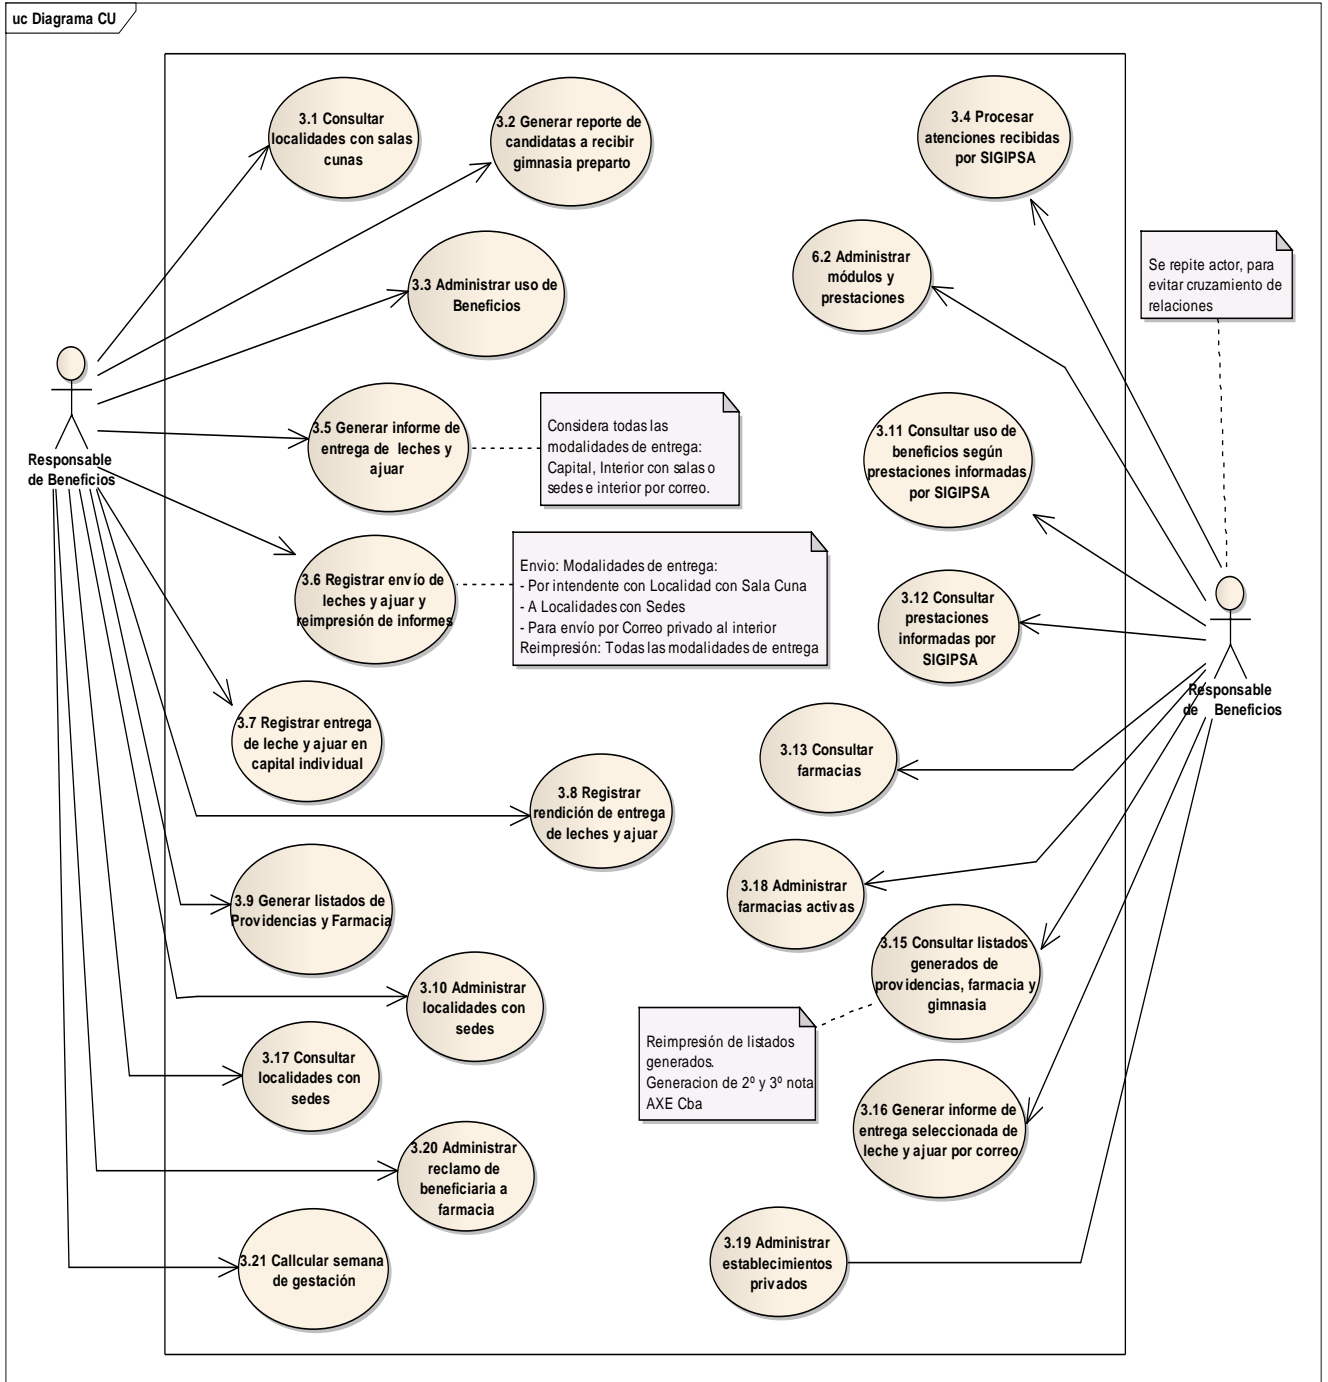 uc Diagrama CU
3.1 Consultar
localidades con salas
cunas
3.2 Generar reporte de
candidatas a recibir
gimnasia preparto
3.4 Procesar
atenciones recibidas
por SIGIPSA
6.2 Administrar
módulos y
prestaciones
Se repite actor, para
evitar cruzamiento de
relaciones
3.3 Administrar uso de
Beneficios
Responsable
de Beneficios
3.5 Generar informe de
entrega de leches y
ajuar
Considera todas las
modalidades de entrega:
Capital, Interior con salas o
sedes e interior por correo.
3.11 Consultar uso de
beneficios según
prestaciones informadas
por SIGIPSA
3.6 Registrar envío de
leches y ajuar y
reimpresión de informes
Envio: Modalidades de entrega:
- Por intendente con Localidad con Sala Cuna
- A Localidades con Sedes
- Para envío por Correo privado al interior
Reimpresión: Todas las modalidades de entrega
3.12 Consultar
prestaciones
informadas por
SIGIPSA
Responsable
de Beneficios
3.7 Registrar entrega
de leche y ajuar en
capital individual
3.13 Consultar
farmacias
3.8 Registrar
rendición de entrega
de leches y ajuar
3.9 Generar listados de
Providencias y Farmacia
3.18 Administrar
farmacias activas
3.15 Consultar listados
generados de
providencias, farmacia y
gimnasia
3.10 Administrar
localidades con
sedes
Reimpresión de listados
generados.
Generacion de 2º y 3º nota
AXE Cba
3.17 Consultar
localidades con
sedes
3.16 Generar informe de
entrega seleccionada de
leche y ajuar por correo
3.20 Administrar
reclamo de
beneficiaria a
farmacia
3.21 Callcular semana
de gestación
3.19 Administrar
establecimientos
privados